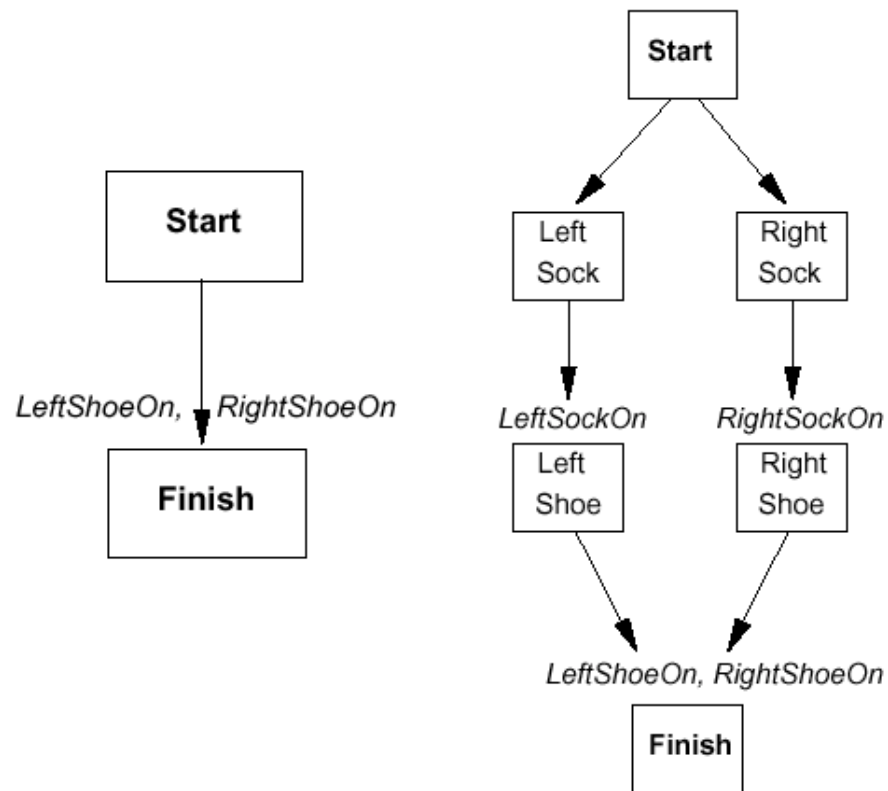 Start
LeftShoeOn, RightShoeOn
Finish
Start
Left
Sock
Right
Sock
LeftSockOn
RightSockOn
Left
Shoe
Right
Shoe
LeftShoeOn, RightShoeOn
Finish